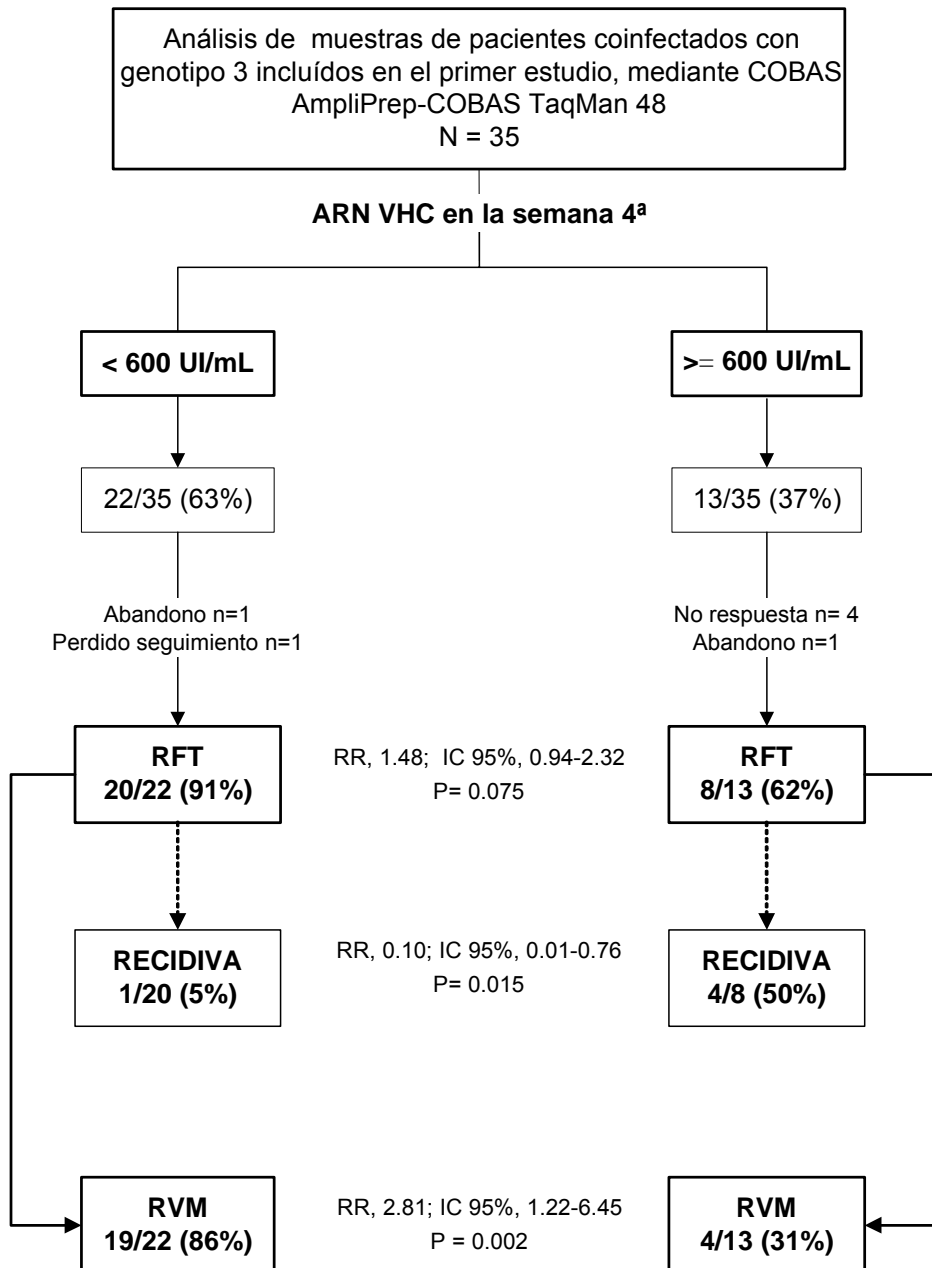 Análisis de muestras de pacientes coinfectados con
genotipo 3 incluídos en el primer estudio, mediante COBAS
AmpliPrep-COBAS TaqMan 48
N = 35
ARN VHC en la semana 4ª
< 600 UI/mL
>= 600 UI/mL
22/35 (63%)
13/35 (37%)
Abandono n=1
Perdido seguimiento n=1
No respuesta n= 4
Abandono n=1
RFT
20/22 (91%)
RR, 1.48; IC 95%, 0.94-2.32
P= 0.075
RFT
8/13 (62%)
RECIDIVA
1/20 (5%)
RR, 0.10; IC 95%, 0.01-0.76
P= 0.015
RECIDIVA
4/8 (50%)
RVM
19/22 (86%)
RR, 2.81; IC 95%, 1.22-6.45
P = 0.002
RVM
4/13 (31%)